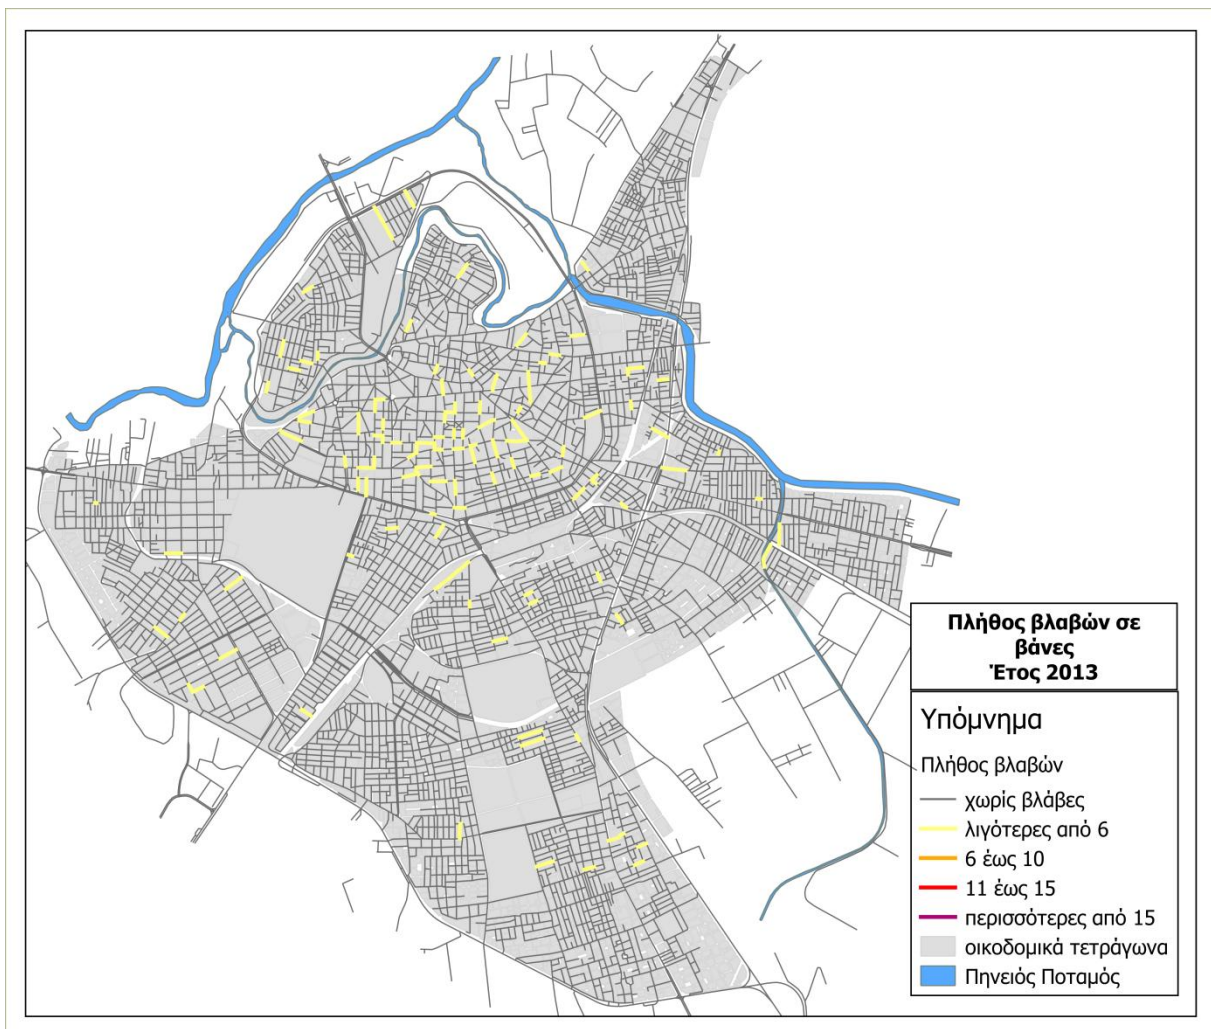 Πλήθος βλαβών σε
βάνες
Έτος 2013
Υπόμνημα
Πλήθος βλαβών
χωρίς βλάβες
λιγότερες από 6
6 έως 10
11 έως 15
περισσότερες από 15
οικοδομικά τετράγωνα
Πηνειός Ποταμός